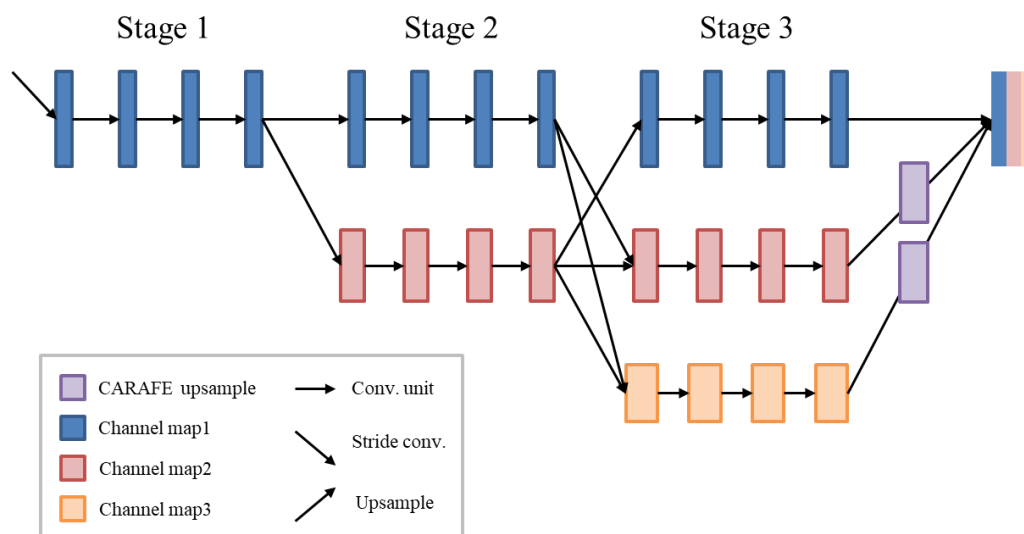 Stage 1
Stage 2
Stage 3
CARAFE upsample
Conv. unit
Channel map1
Stride conv.
Channel map2
Upsample
Channel map3